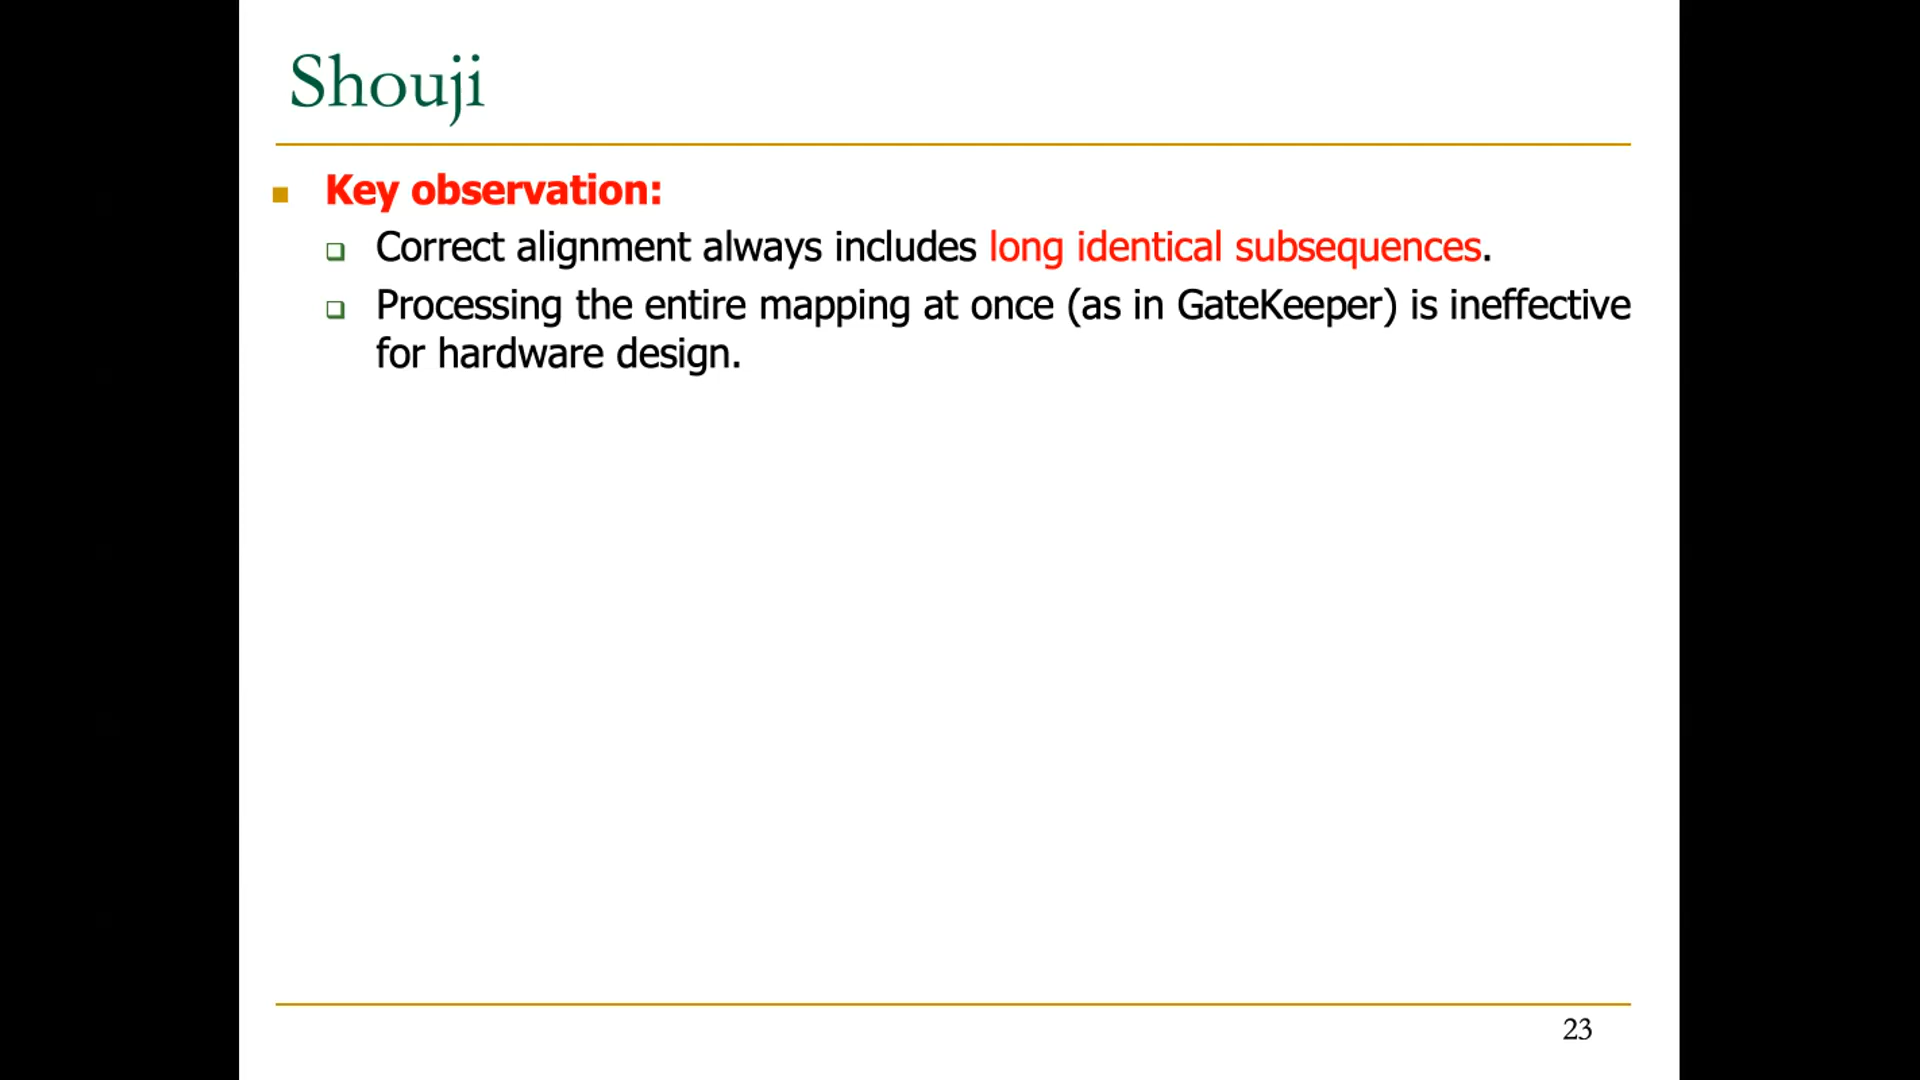 Shouji
Key observation:
Correct alignment always includes long identical subsequences.
Processing the entire mapping at once (as in GateKeeper) is ineffective
for hardware design.
23